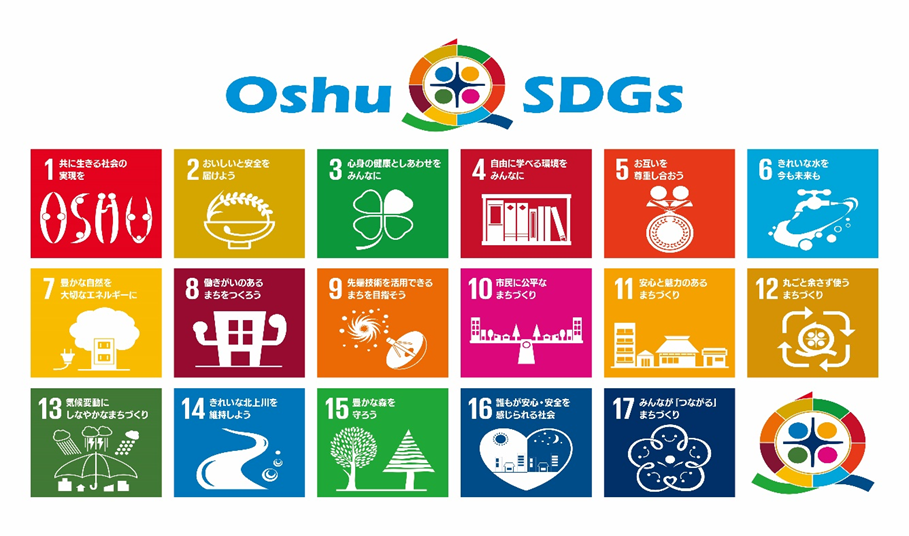 Oshu SDGs
1 共に生きる社会の
実現を
OSHU
2 おいしいと安全を
届けよう
3 心身の健康としあわせを
みんなに
4 自由に学べる環境を
みんなに
5 お互いを
尊重し合おう
6 きれいな水を
今も未来も
7 豊かな自然を
大切なエネルギーに
8 働きがいのある
まちをつくろう
9 先端技術を活用できる
まちを目指そう
10 市民に公平な
まちづくり
11 安心と魅力のある
まちづくり
12 丸ごと余さず使う
まちづくり
13 気候変動に
しなやかなまちづくり
14 きれいな北上川を
維持しよう
15 豊かな森を
守ろう
16 誰もが安心・安全を
感じられる社会
17 みんなが「つながる」
まちづくり